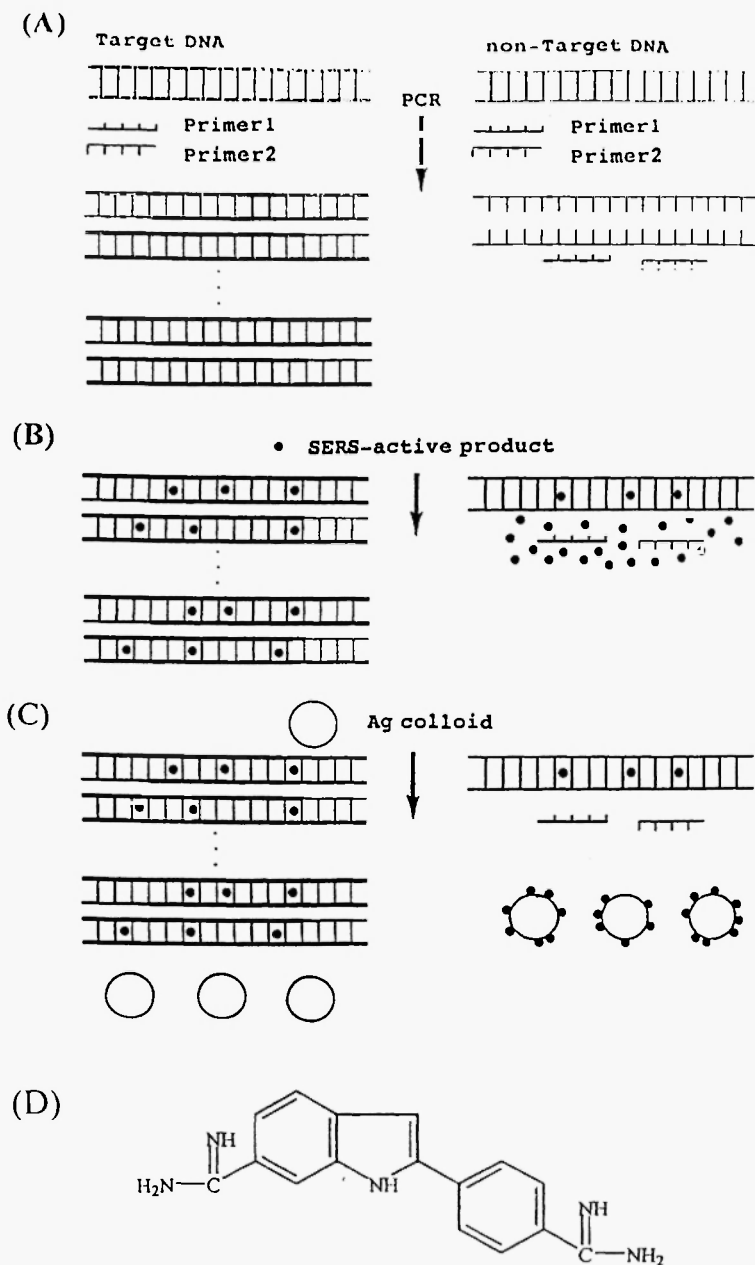 (A)
Target DNA
non-Target DNA
PCR
Primer1
Primer2
Primer1
Primer2
(B)
SERS-active product
(C)
Ag colloid
(D)
NH
H₂N—C
NH
NH
C—NH₂